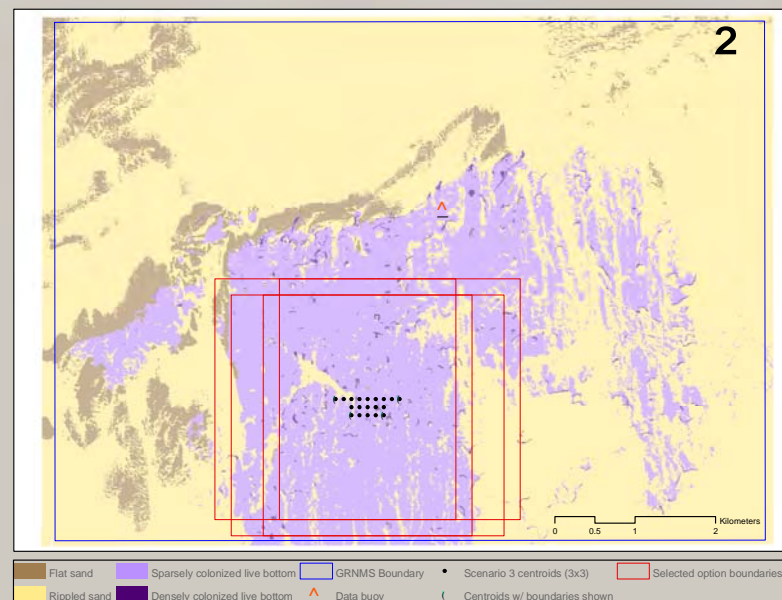 2
Kilometers
0 0.5 1 2
Flat sand Sparsely colonized live bottom GRNMS Boundary Scenario 3 centroids (3x3) Selected option boundaries
Rippled sand Densely colonized live bottom Data buoy Centroids w/ boundaries shown